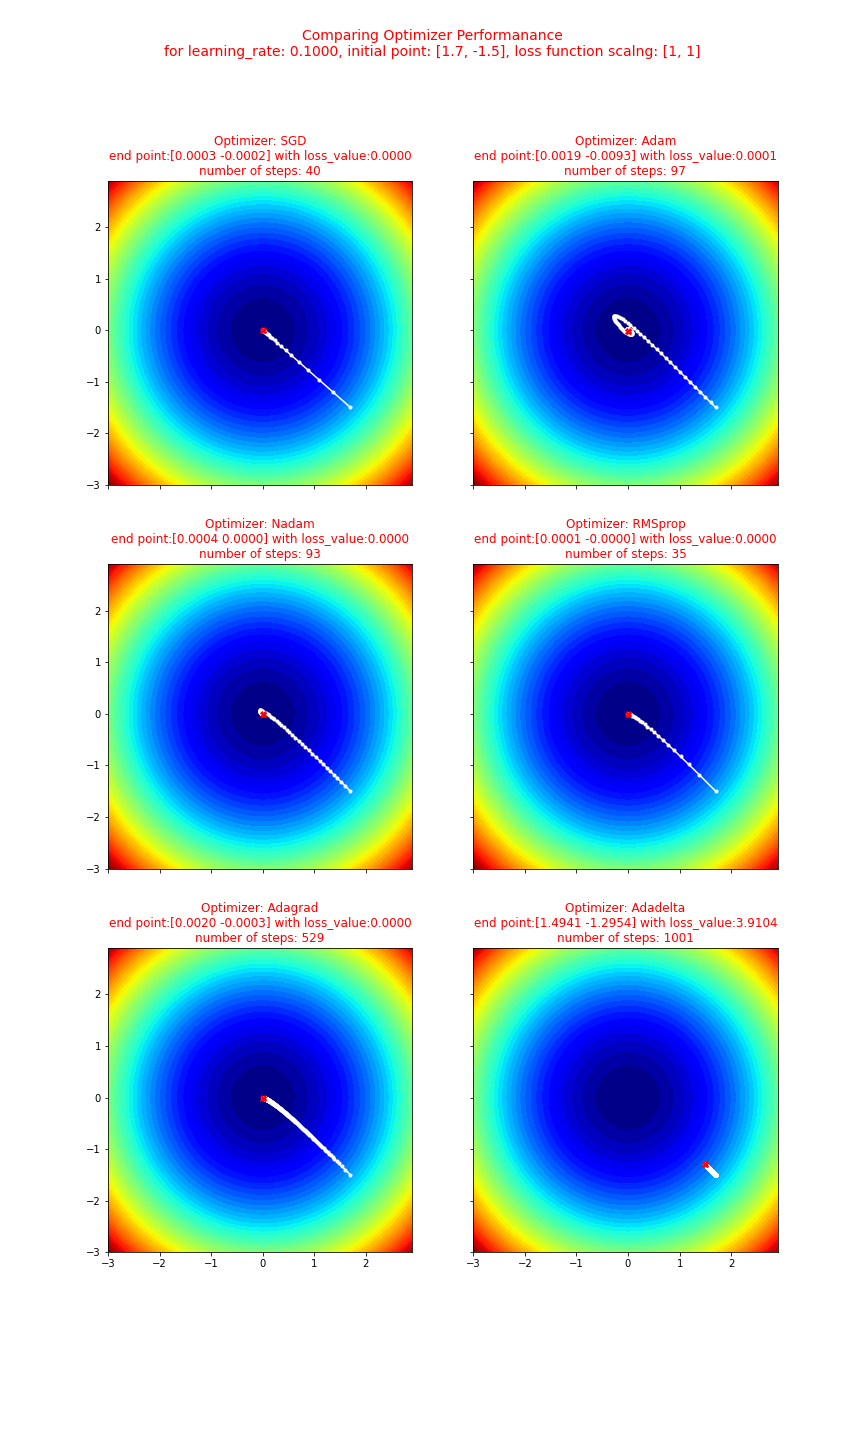 Comparing Optimizer Performanance
for learning_rate: 0.1000, initial point: [1.7, -1.5], loss function scalng: [1, 1]
Optimizer: SGD
end point:[0.0003 -0.0002] with loss_value:0.0000
number of steps: 40
2
1
0
−1
−2
−3
Optimizer: Adam
end point:[0.0019 -0.0093] with loss_value:0.0001
number of steps: 97
Optimizer: Nadam
end point:[0.0004 0.0000] with loss_value:0.0000
number of steps: 93
2
1
0
−1
−2
−3
Optimizer: RMSprop
end point:[0.0001 -0.0000] with loss_value:0.0000
number of steps: 35
Optimizer: Adagrad
end point:[0.0020 -0.0003] with loss_value:0.0000
number of steps: 529
2
1
0
−1
−2
−3
−3 −2 −1 0 1 2
Optimizer: Adadelta
end point:[1.4941 -1.2954] with loss_value:3.9104
number of steps: 1001
−3 −2 −1 0 1 2